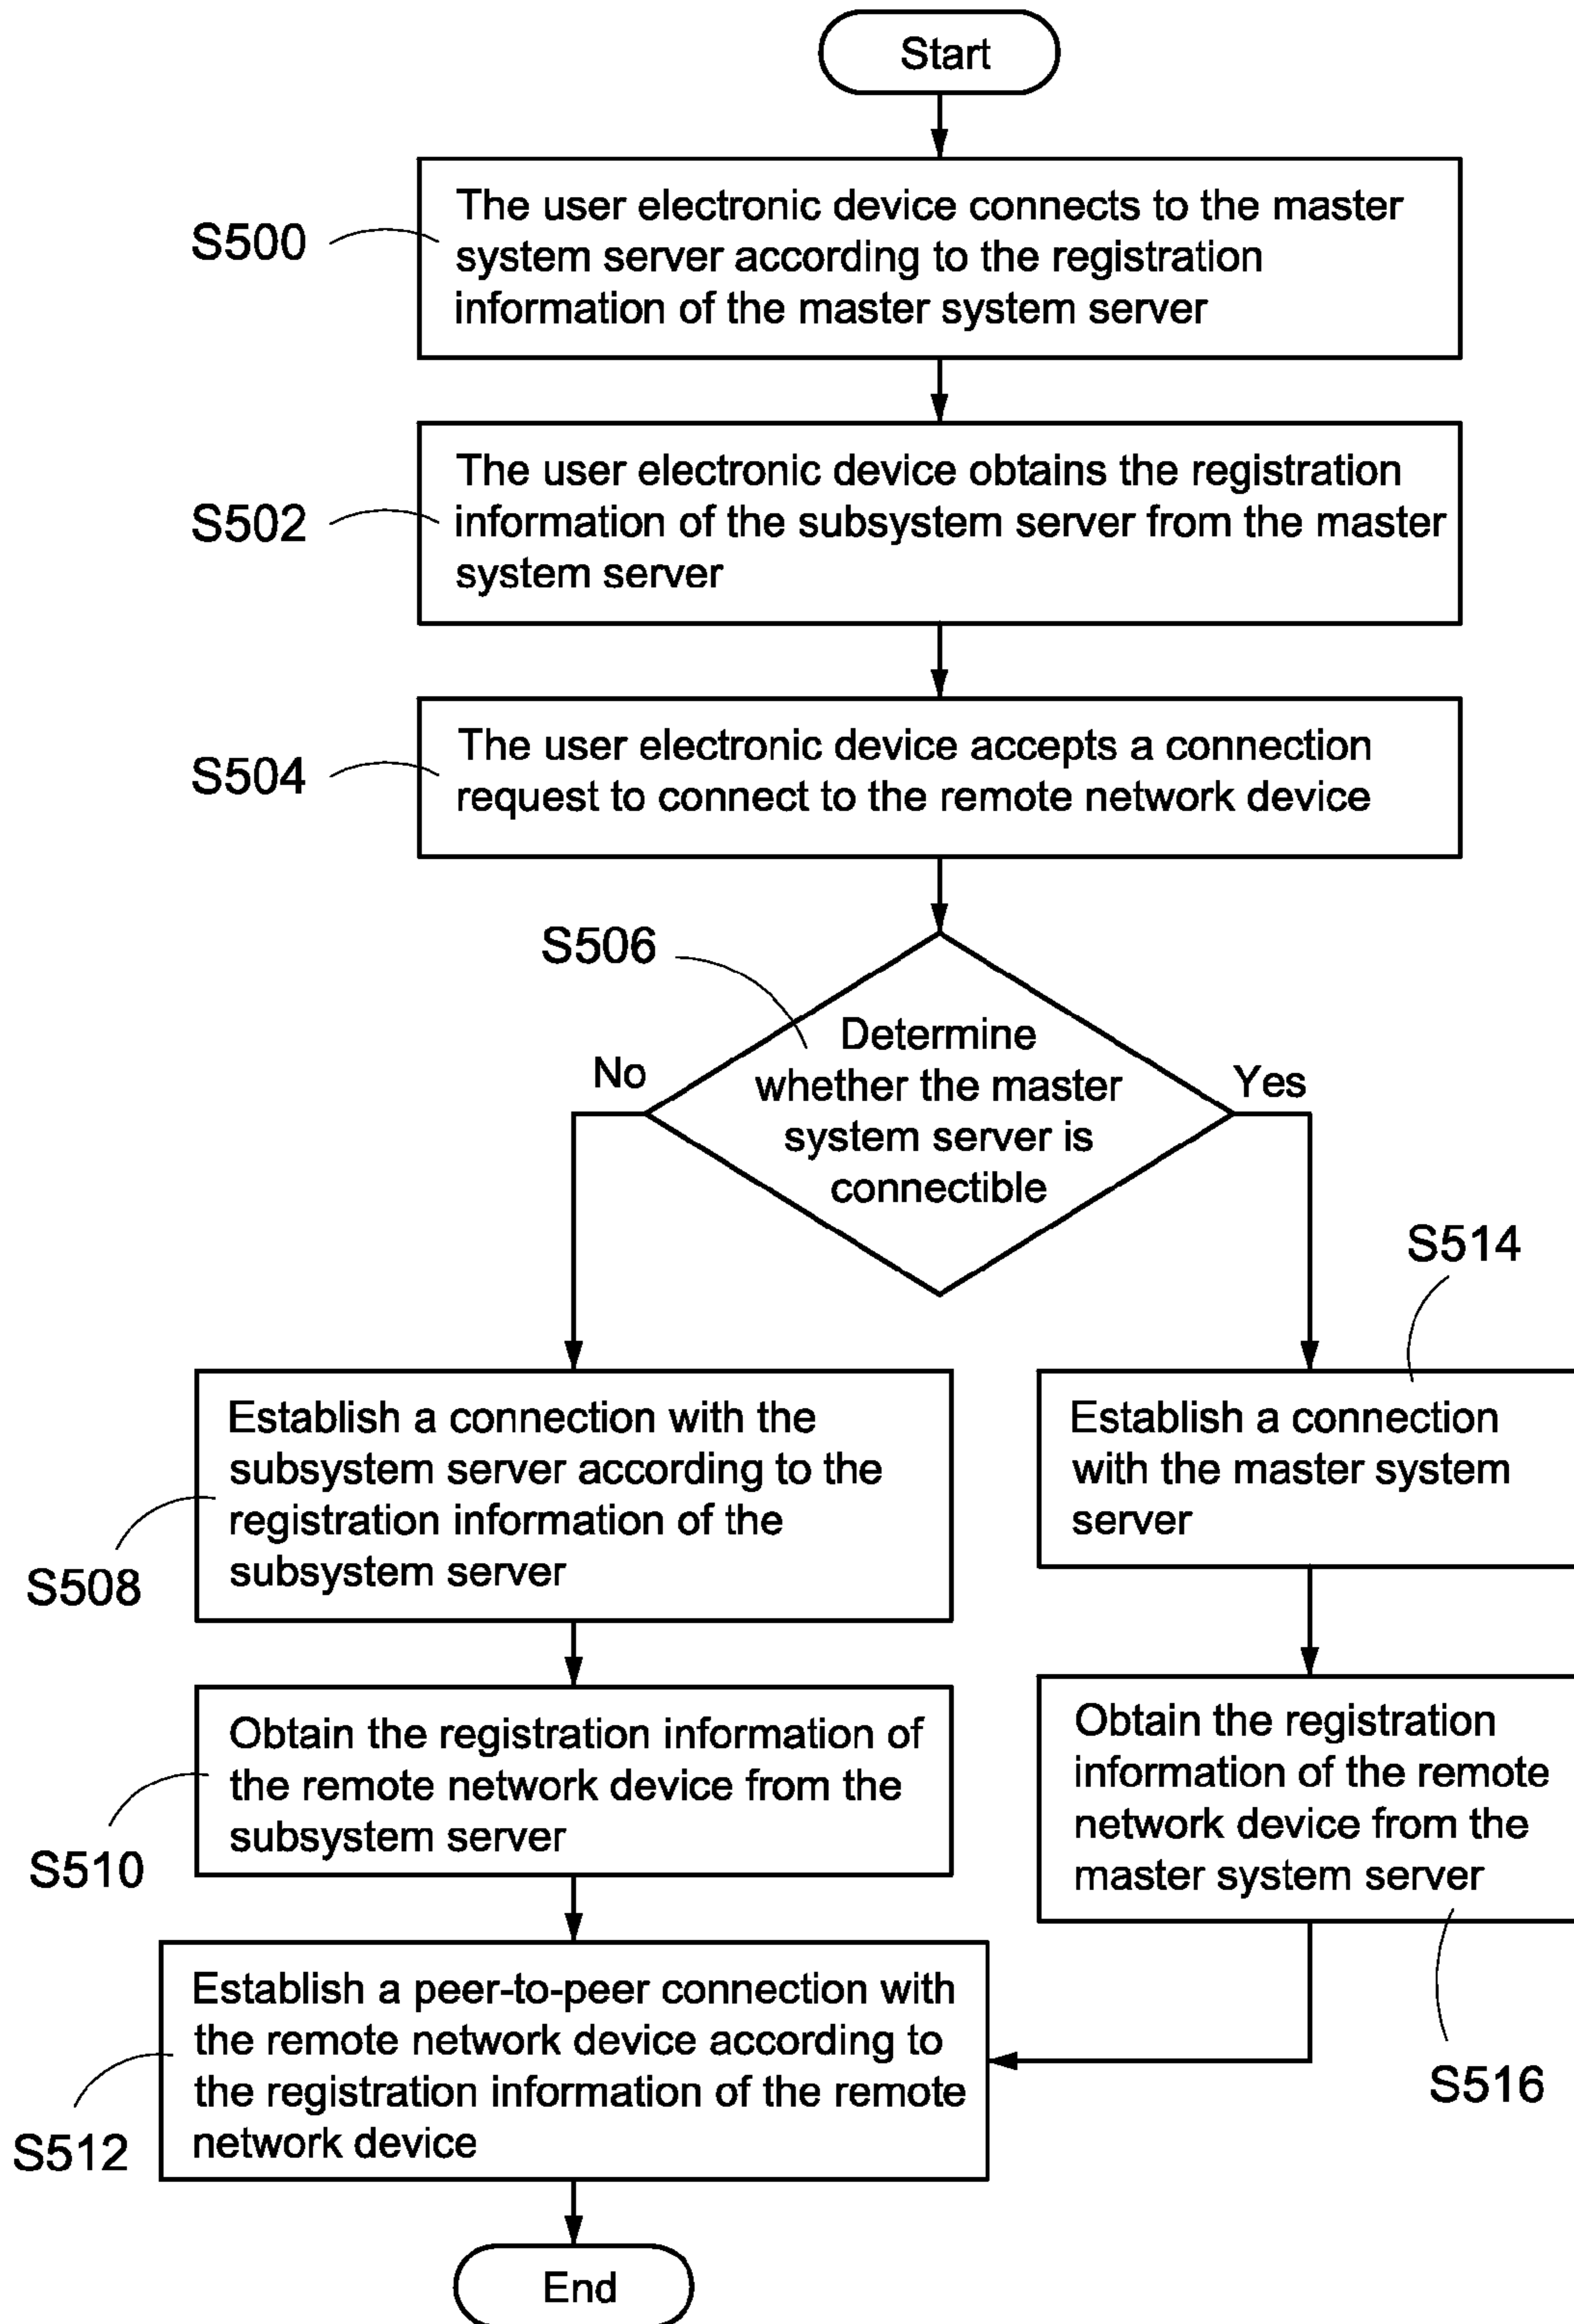 Start
S500
The user electronic device connects to the master
system server according to the registration
information of the master system server
S502
The user electronic device obtains the registration
information of the subsystem server from the master
system server
S504
The user electronic device accepts a connection
request to connect to the remote network device
S506
Determine
whether the master
system server is
connectible
No
Yes
S508
Establish a connection with the
subsystem server according to the
registration information of the
subsystem server
S514
Establish a connection
with the master system
server
S510
Obtain the registration information of
the remote network device from the
subsystem server
Obtain the registration
information of the remote
network device from the
master system server
S516
S512
Establish a peer-to-peer connection with
the remote network device according to
the registration information of the remote
network device
End